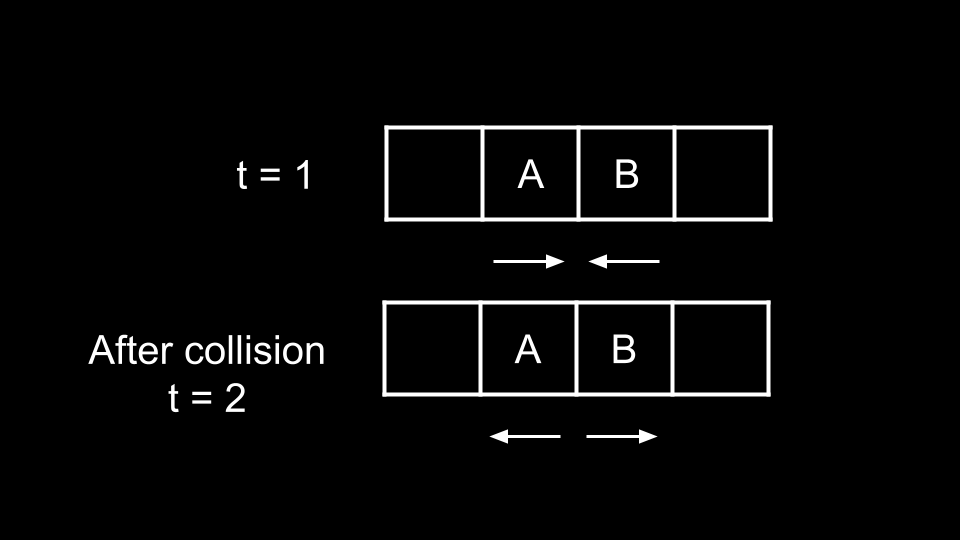 t = 1
A B
After collision
t = 2
A B